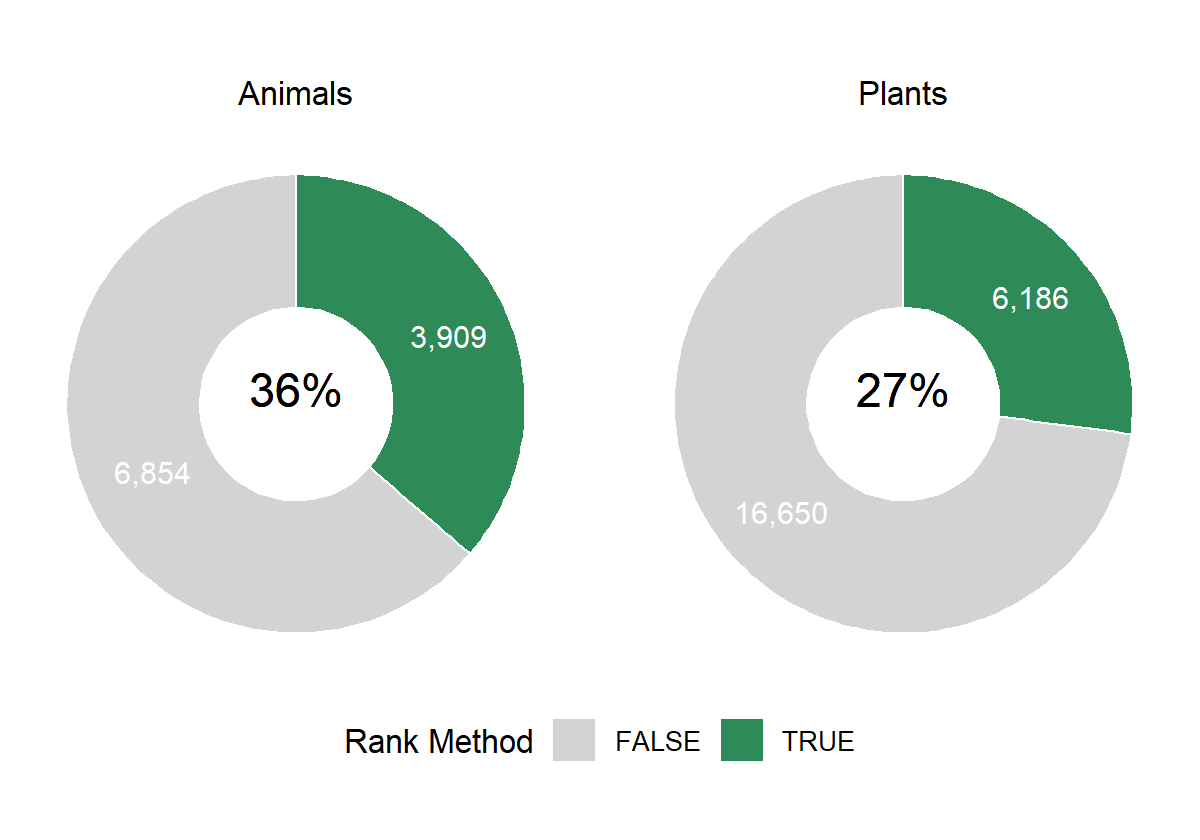 Animals
Plants
3,909
36%
6,854
6,186
27%
16,650
Rank Method FALSE TRUE